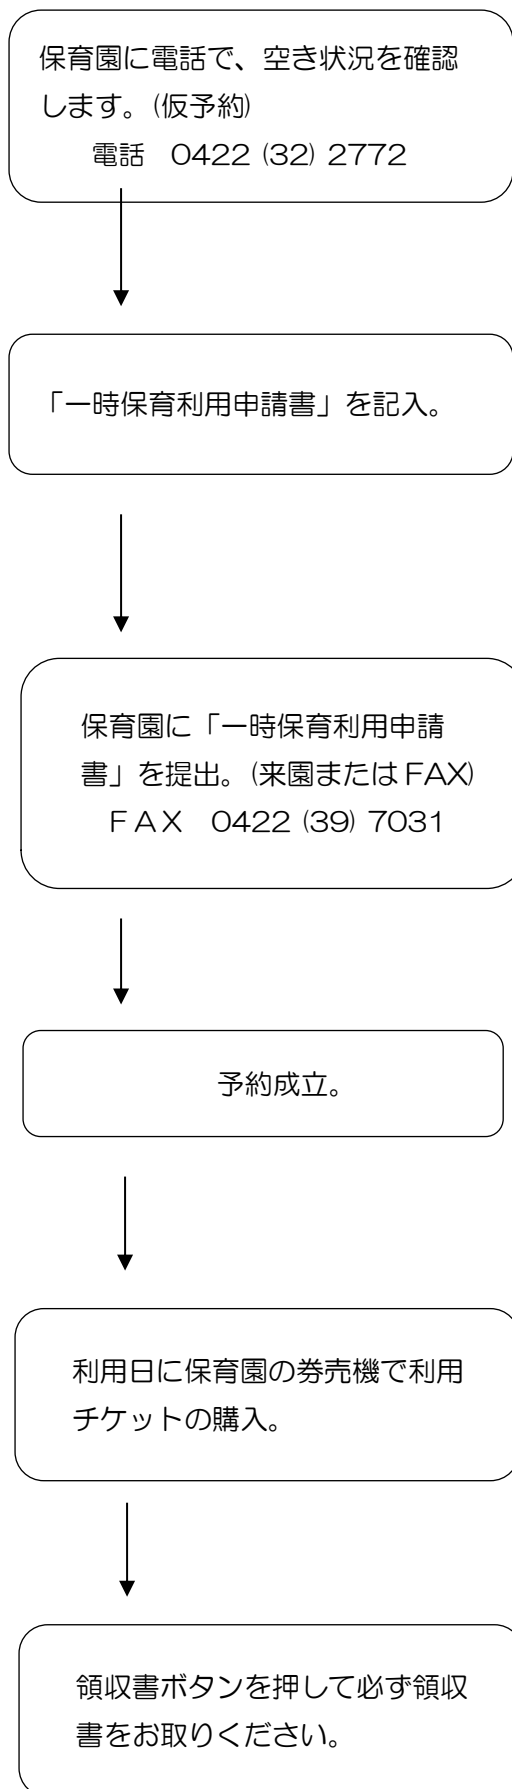 保育園に電話で、空き状況を確認
します。(仮予約)
電話　0422 (32) 2772
「一時保育利用申請書」を記入。
保育園に「一時保育利用申請
書」を提出。(来園または FAX)
ＦＡＸ　0422 (39) 7031
予約成立。
利用日に保育園の券売機で利用
チケットの購入。
領収書ボタンを押して必ず領収
書をお取りください。